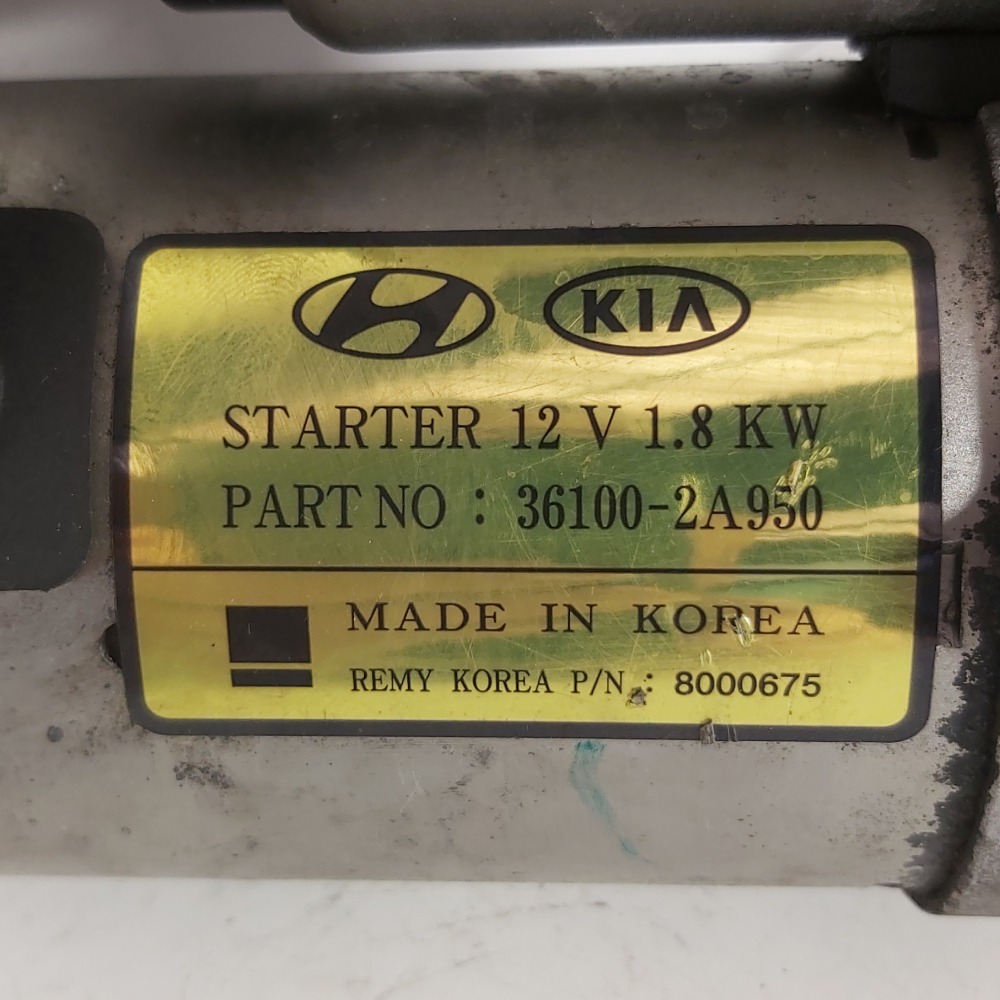 KIA
STARTER 12 V 1.8 KW
PART NO : 36100-2A950
MADE IN KOREA
REMY KOREA P/N : 8000675